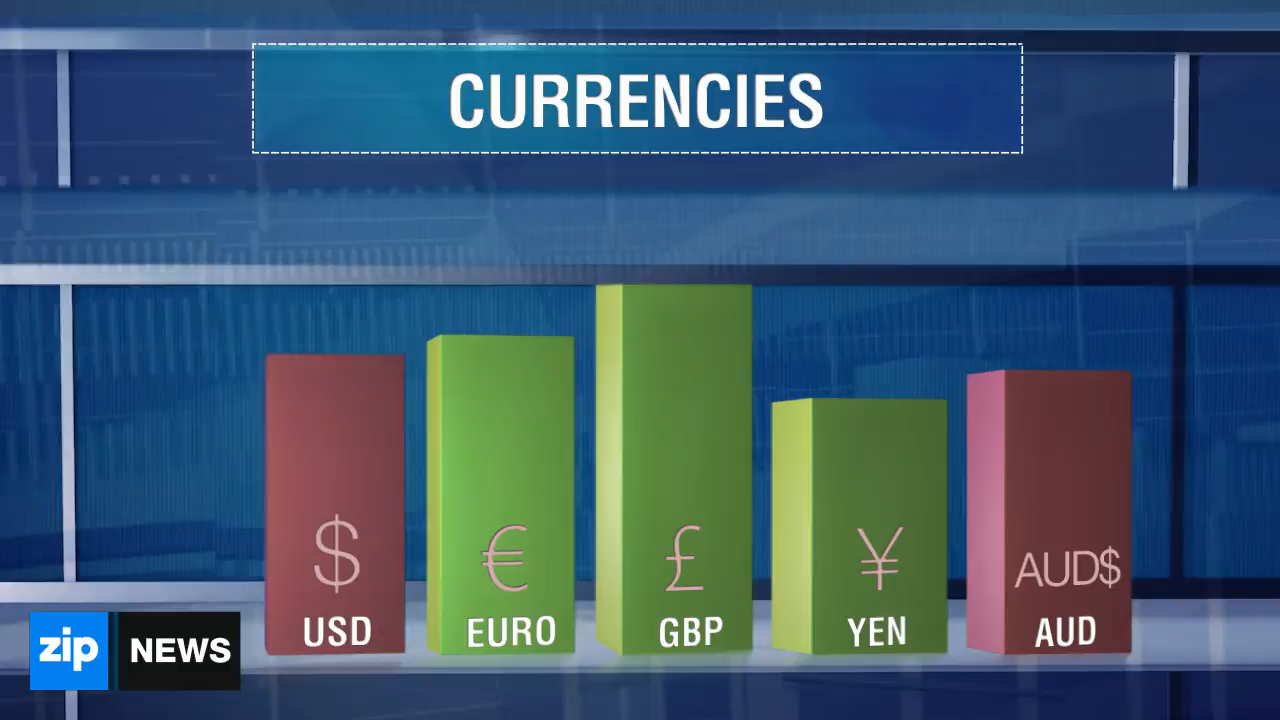 CURRENCIES
$
€
£
¥
AUD$
USD
EURO
GBP
YEN
AUD
zip NEWS